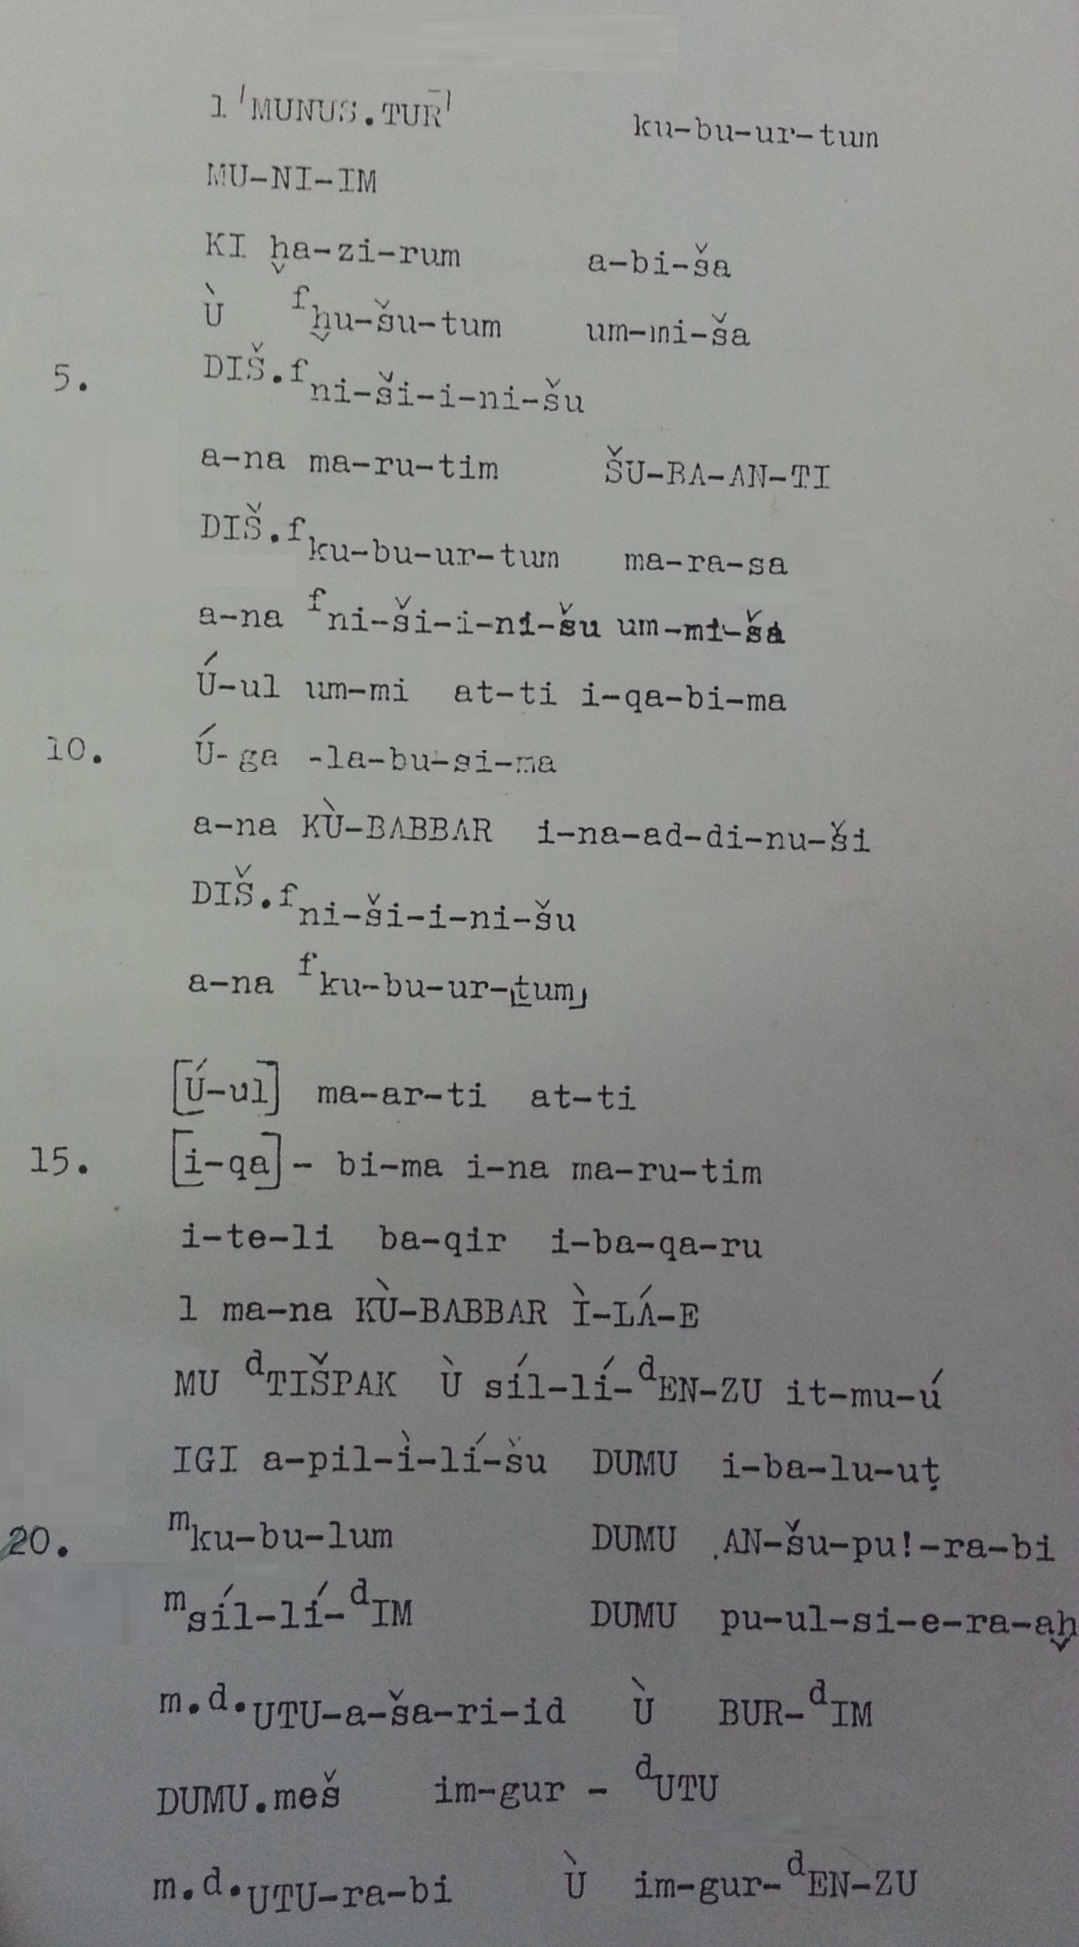 1 ⸢MUNUS.TUR⸣ ku-bu-ur-tum
MU-NI-IM
KI ḫa-zi-rum a-bi-ša
Ù ᶠḫu-šu-tum um-mi-ša
5. DIŠ.ᶠni-ši-i-ni-šu
a-na ma-ru-tim ŠU-BA-AN-TI
DIŠ.ᶠku-bu-ur-tum ma-ra-sa
a-na ᶠni-ši-i-ni-šu um-mi-ša
Ú-ul um-mi at-ti i-qa-bi-ma
10. Ú-ga-la-bu-si-ma
a-na KÙ-BABBAR i-na-ad-di-nu-ši
DIŠ.ᶠni-ši-i-ni-šu
a-na ᶠku-bu-ur-⸤tum⸥
[Ú-ul] ma-ar-ti at-ti
15. [i-qa]-bi-ma i-na ma-ru-tim
i-te-li ba-qir i-ba-qa-ru
1 ma-na KÙ-BABBAR Ì-LÁ-E
MU ᵈTIŠPAK Ù síl-lí-ᵈEN-ZU it-mu-ú
IGI a-pil-ì-lí-šu DUMU i-ba-lu-uṭ
20. ᵐku-bu-lum DUMU AN-šu-pu!-ra-bi
ᵐsíl-lí-ᵈIM DUMU pu-ul-si-e-ra-aḫ
m.d.UTU-a-ša-ri-id Ù BUR-ᵈIM
DUMU.meš im-gur - ᵈUTU
m.d.UTU-ra-bi Ù im-gur-ᵈEN-ZU